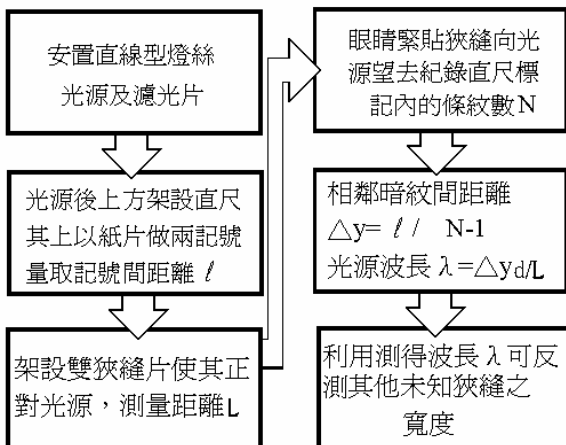 安置直線型燈絲
光源及濾光片
光源後上方架設直尺
其上以紙片做兩記號
量取記號間距離 ℓ
架設雙狹縫片使其正
對光源，測量距離L
眼睛緊貼狹縫向光
源望去紀錄直尺標
記內的條紋數N
相鄰暗紋間距離
△y= ℓ / N-1
光源波長 λ=△yd/L
利用測得波長 λ 可反
測其他未知狹縫之
寬度